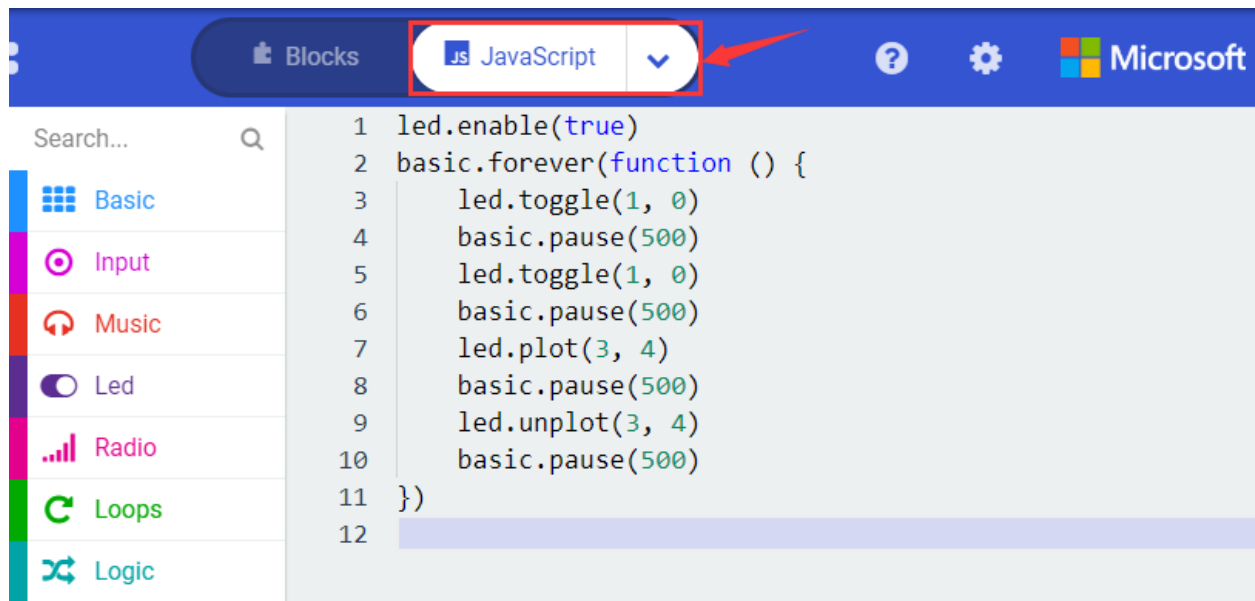 Blocks
JS JavaScript
Microsoft
Search...
Basic
Input
Music
Led
Radio
Loops
Logic
1 led.enable(true)
2 basic.forever(function () {
3     led.toggle(1, 0)
4     basic.pause(500)
5     led.toggle(1, 0)
6     basic.pause(500)
7     led.plot(3, 4)
8     basic.pause(500)
9     led.unplot(3, 4)
10     basic.pause(500)
11 })
12